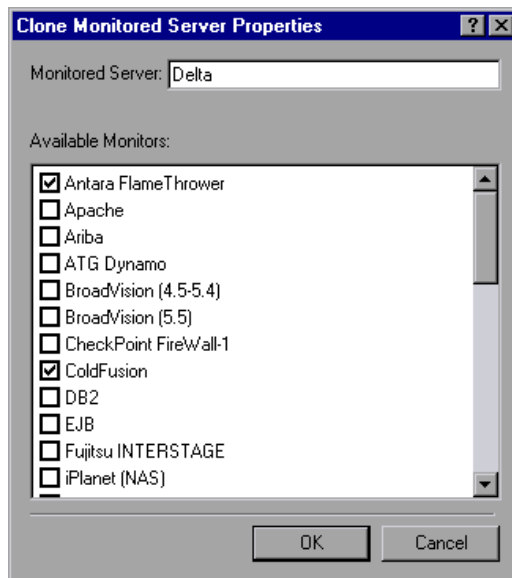 Clone Monitored Server Properties
Monitored Server: Delta
Available Monitors:
Antara FlameThrower
Apache
Ariba
ATG Dynamo
BroadVision (4.5-5.4)
BroadVision (5.5)
CheckPoint FireWall-1
ColdFusion
DB2
EJB
Fujitsu INTERSTAGE
iPlanet (NAS)
OK Cancel